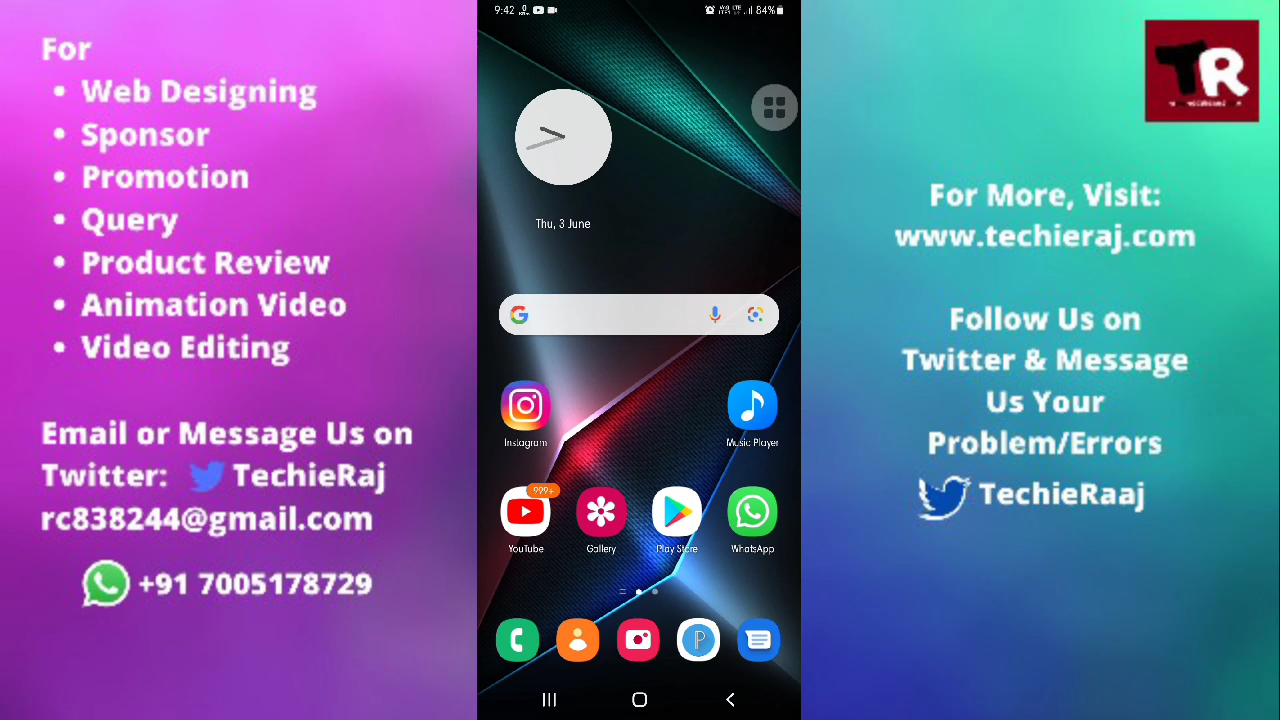 For
• Web Designing
• Sponsor
• Promotion
• Query
• Product Review
• Animation Video
• Video Editing
Email or Message Us on
Twitter: TechieRaj
rc838244@gmail.com
+91 7005178729
9:42
84%
Thu, 3 June
Instagram
Music Player
999+
YouTube
Gallery
Play Store
WhatsApp
TR
For More, Visit:
www.techieraj.com
Follow Us on
Twitter & Message
Us Your
Problem/Errors
TechieRaaj